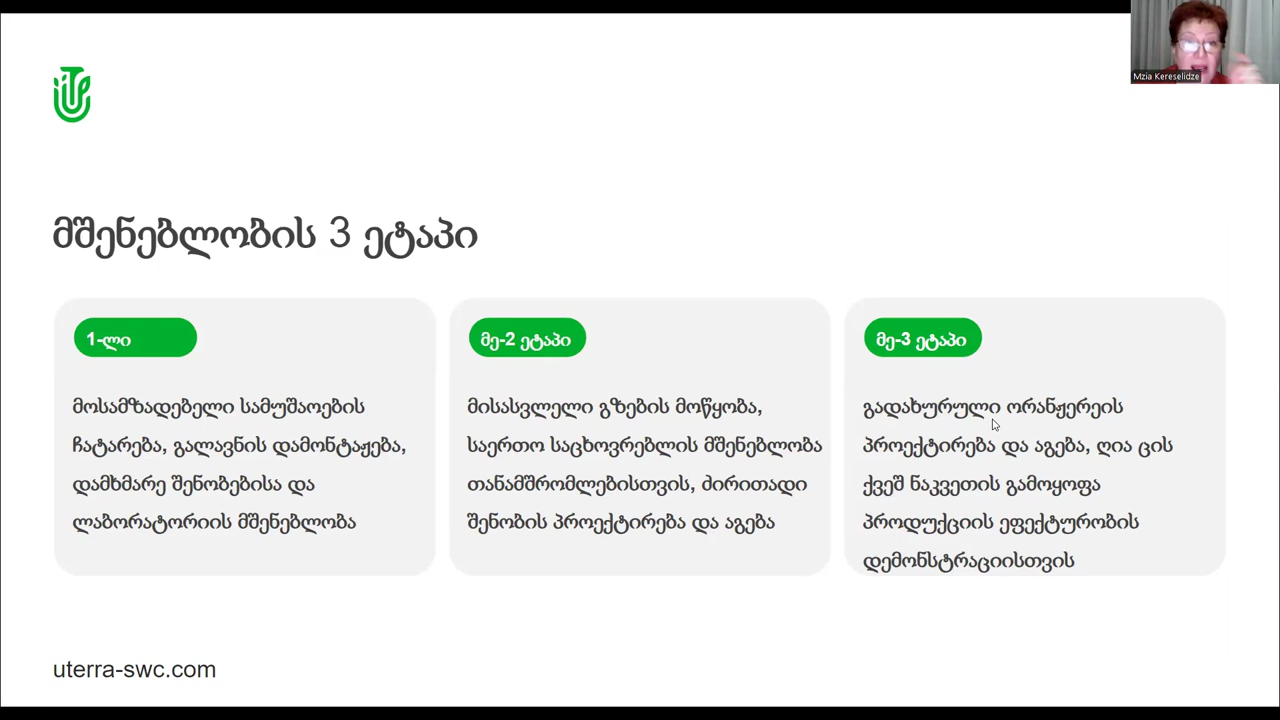 Mzia Kereselidze
მშენებლობის 3 ეტაპი
1-ლი
მოსამზადებელი სამუშაოების
ჩატარება, გალავნის დამონტაჟება,
დამხმარე შენობებისა და
ლაბორატორიის მშენებლობა
მე-2 ეტაპი
მისასვლელი გზების მოწყობა,
საერთო საცხოვრებლის მშენებლობა
თანამშრომლებისთვის, ძირითადი
შენობის პროექტირება და აგება
მე-3 ეტაპი
გადახურული ორანჟერეის
პროექტირება და აგება, ღია ცის
ქვეშ ნაკვეთის გამოყოფა
პროდუქციის ეფექტურობის
დემონსტრაციისთვის
uterra-swc.com